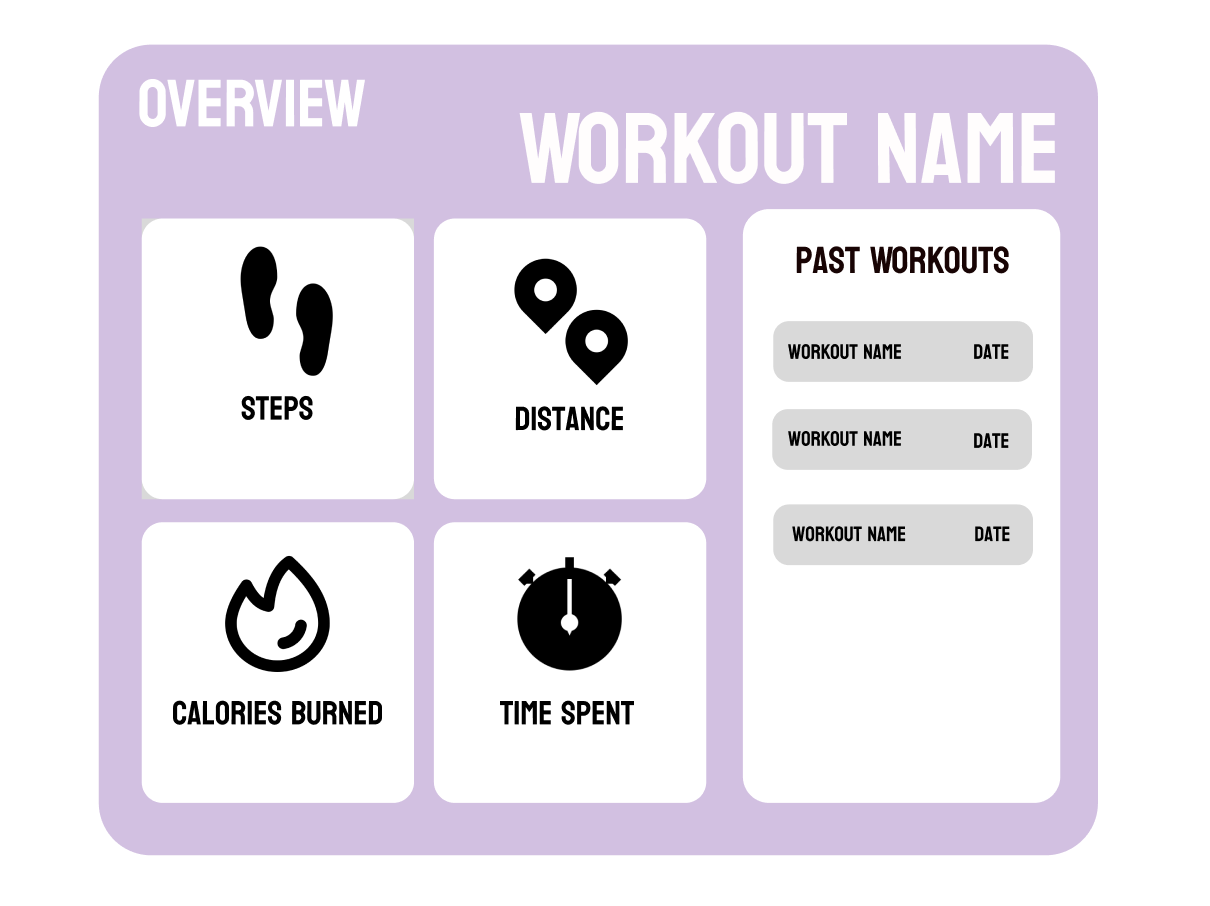 OVERVIEW
WORKOUT NAME
STEPS
DISTANCE
CALORIES BURNED
TIME SPENT
PAST WORKOUTS
WORKOUT NAME DATE
WORKOUT NAME DATE
WORKOUT NAME DATE